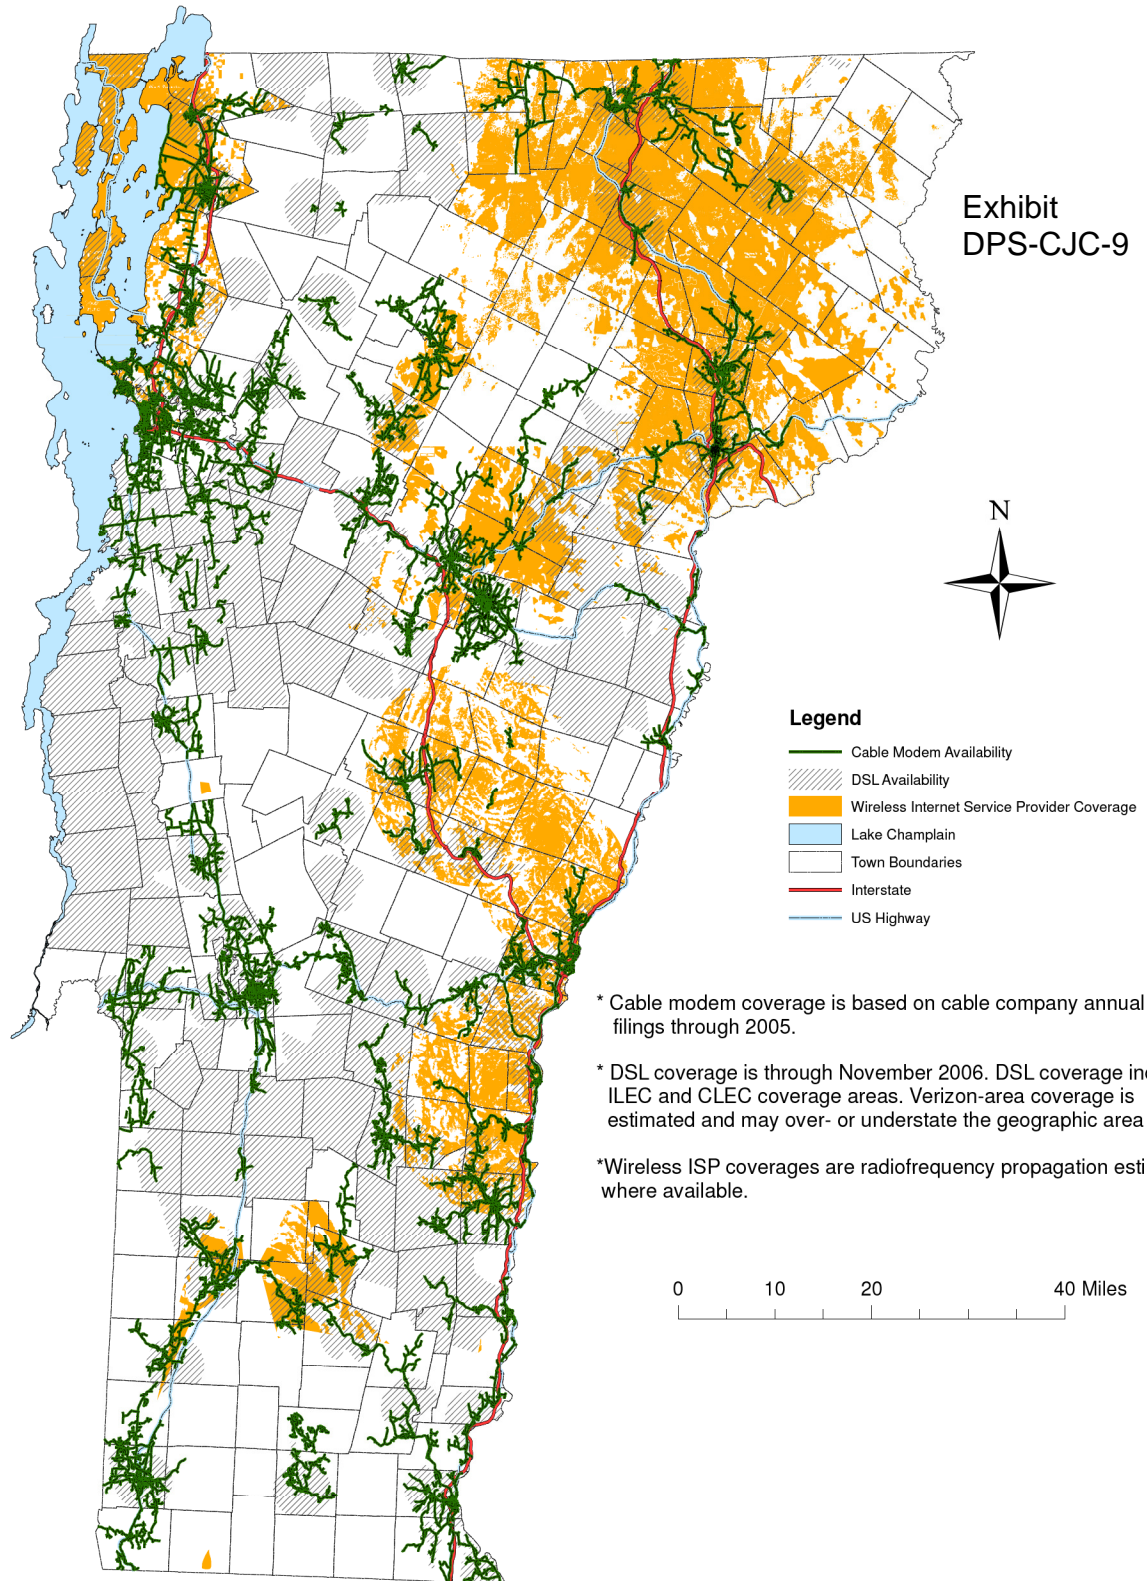 Exhibit
DPS-CJC-9
N
Legend
Cable Modem Availability
DSL Availability
Wireless Internet Service Provider Coverage
Lake Champlain
Town Boundaries
Interstate
US Highway
* Cable modem coverage is based on cable company annual
filings through 2005.
* DSL coverage is through November 2006. DSL coverage in
ILEC and CLEC coverage areas. Verizon-area coverage is
estimated and may over- or understate the geographic area
*Wireless ISP coverages are radiofrequency propagation esti
where available.
0 10 20 40 Miles